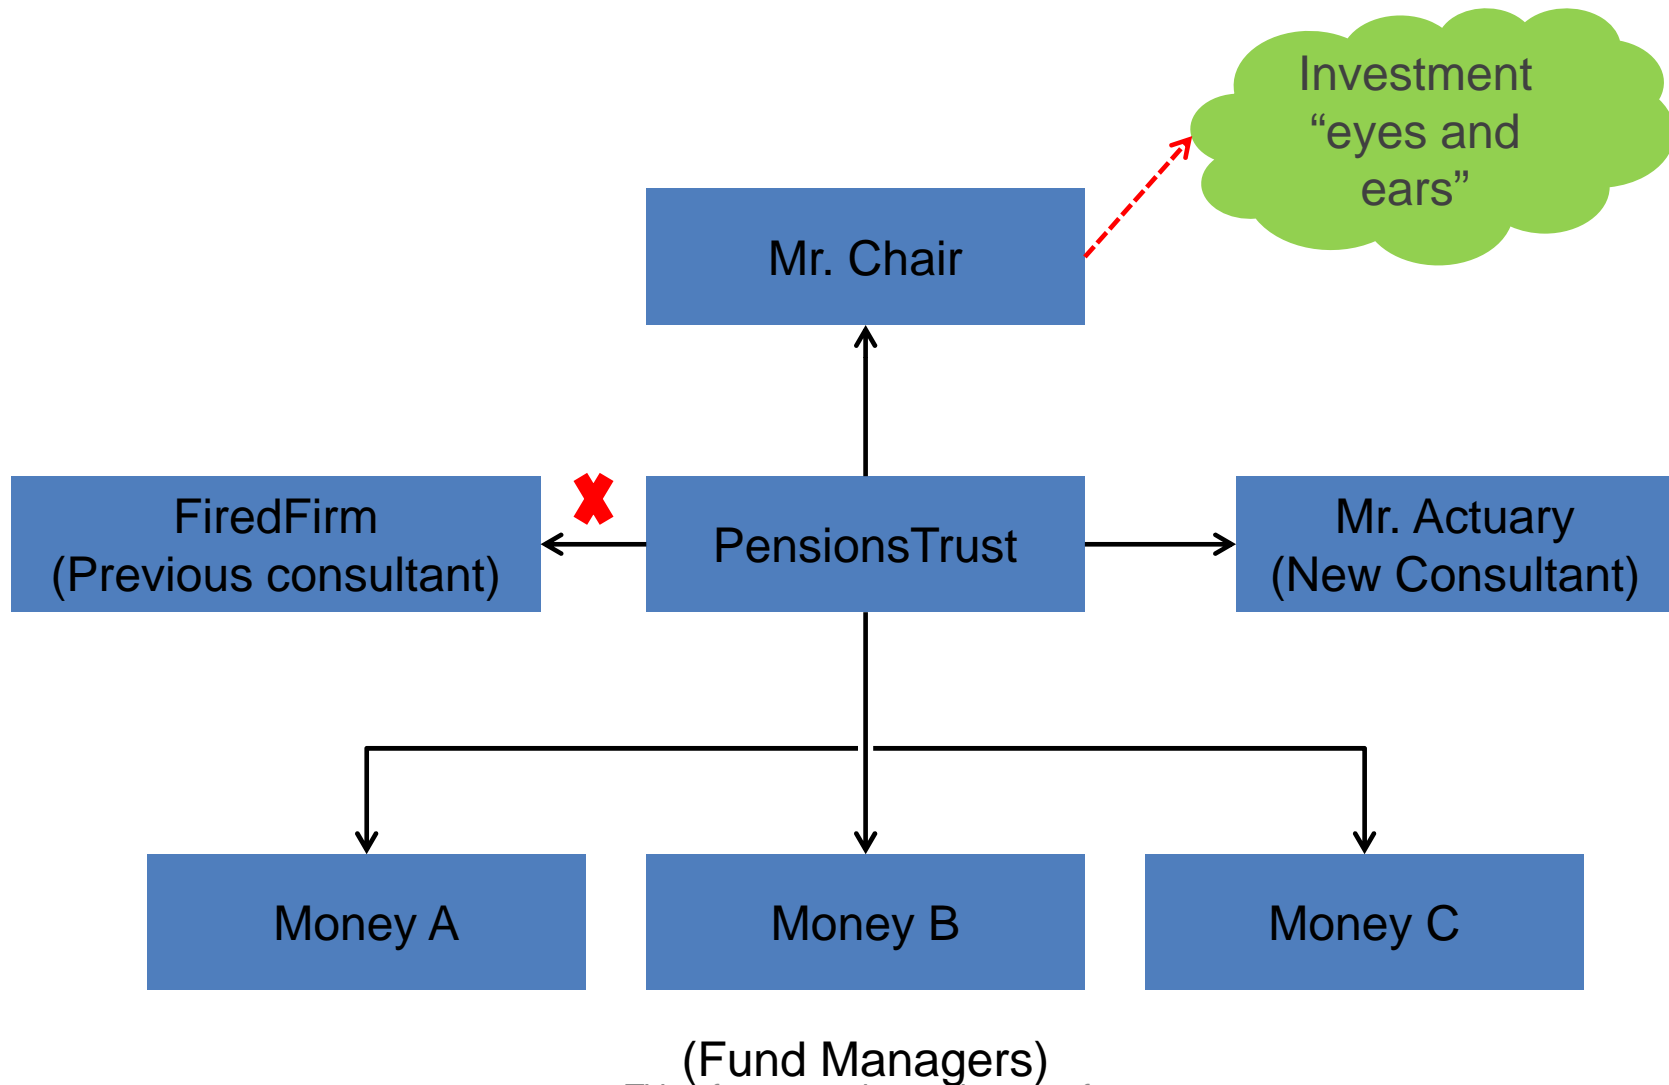 Investment
“eyes and
ears”
Mr. Chair
FiredFirm
(Previous consultant)
PensionsTrust
Mr. Actuary
(New Consultant)
Money A
Money B
Money C
(Fund Managers)